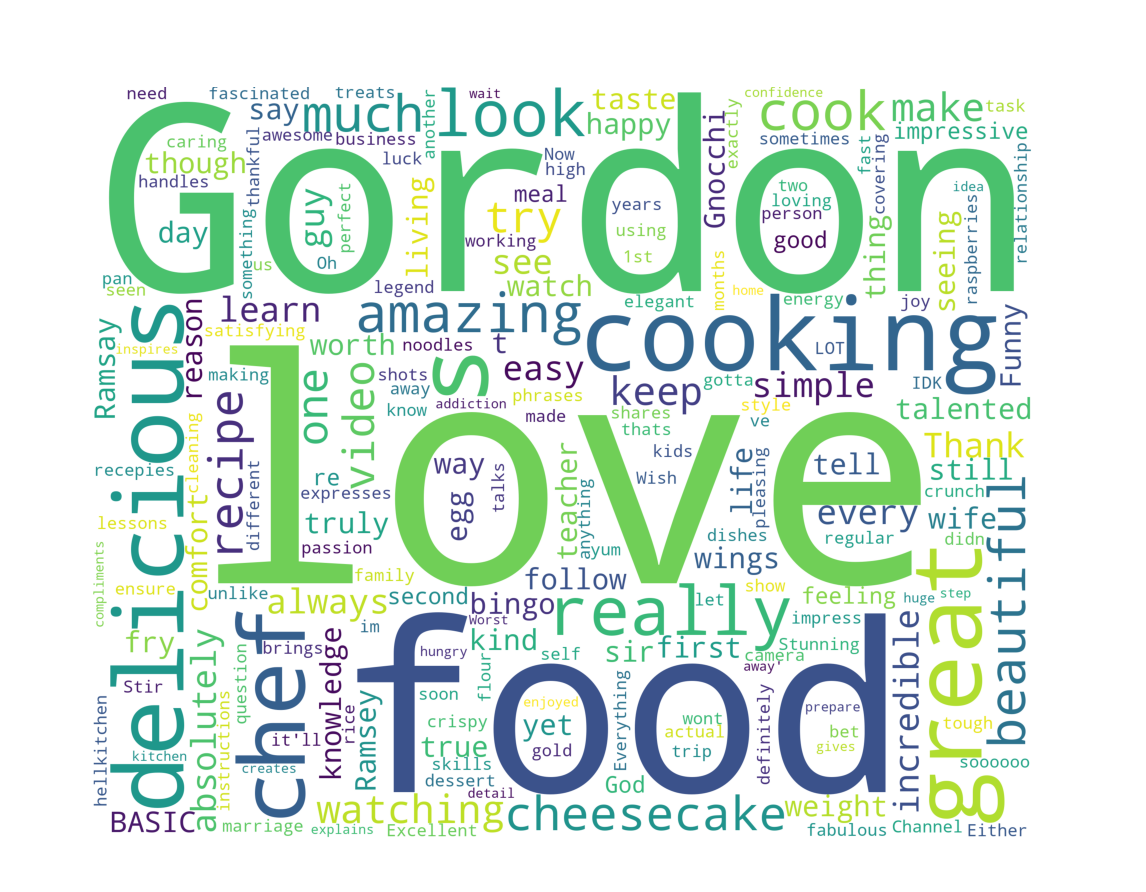 need fascinated treats wait confidence
say much look taste cook make task
Gordon
caring though handles thankful awesome business another happy exactly sometimes impressive
luck Now high Gnocchi fast covering relationship
day guy perfect living meal try years two loving person idea
something Oh working using good thing seeing raspberries
us see 1st
pan seen legend watch elegant months home energy joy
delicious reason learn amazing cooking Funny
Ramsay satisfying worth noodles t LOT
inspires making shots s easy keep gotta simple IDK talented
one video away phrases style
know addiction made shares thats ve
love
recipe cleaning different way talks egg kids Wish life pleasing tell Thank
recepies re teacher anything still
expresses crunch
lessons truly every wife beautiful
passion yum dishes regular didn
compliments comfort family wings
ensure unlike always second follow show feeling huge step
bingo really let great
im Worst impress
fry absolutely chef brings knowledge kind sir first camera Stunning incredible
question hungry self away'
food
Stir rice Ramsey soon flour Everything definitely prepare
hellkitchen instructions enjoyed wont tough
it'll crispy yet actual bet
kitchen true gold trip gives
creates skills soooooo
dessert God
detail
BASIC marriage watching cheesecake weight
explains Excellent fabulous Channel Either